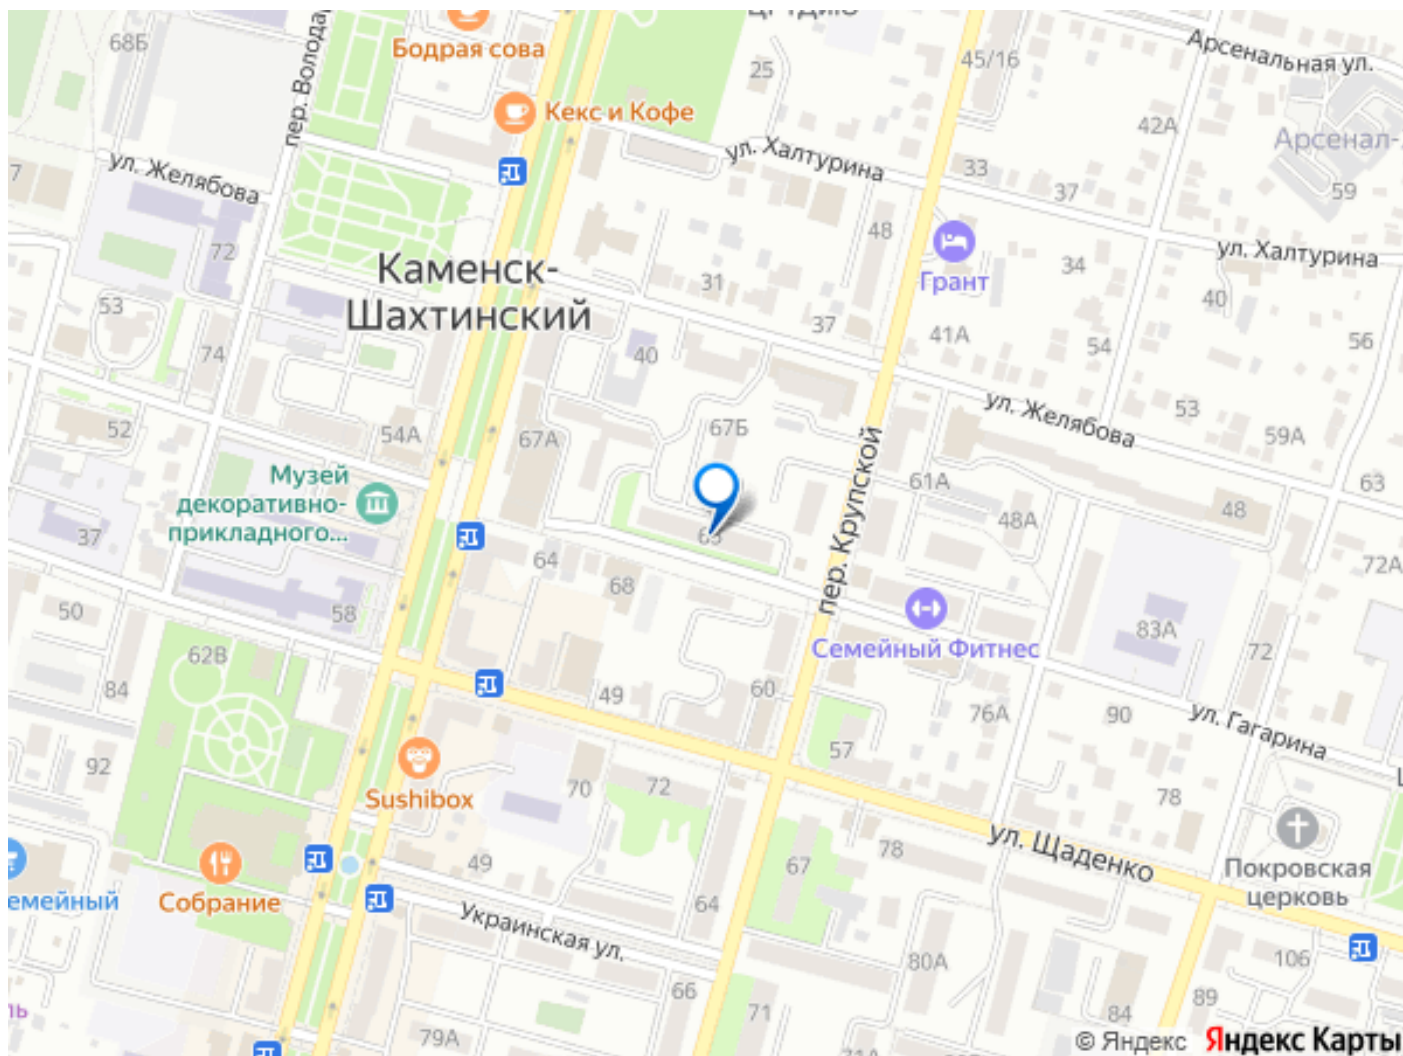 68Б
пер. Волода
Бодрая сова
25
45/16
Арсенальная ул.
Кекс и Кофе
42А
Арсенал-
7
ул. Желябова
ул. Халтурина
33
37
59
72
48
Грант
ул. Халтурина
34
40
Каменск-
Шахтинский
53
74
31
37
41А
54
56
40
52
54А
67А
67Б
ул. Желябова
53
59А
пер. Крупской
61А
63
48А
48
Музей
декоративно-
прикладного...
37
64
68
72А
50
58
Семейный Фитнес
83А
72
62В
84
49
60
76А
90
ул. Гагарина
57
92
Sushibox
70
72
78
ул. Щаденко
Покровская
церковь
49
67
78
емейный
Собрание
64
Украинская ул.
80А
106
66
71
84
89
79А
© Яндекс Яндекс Карты